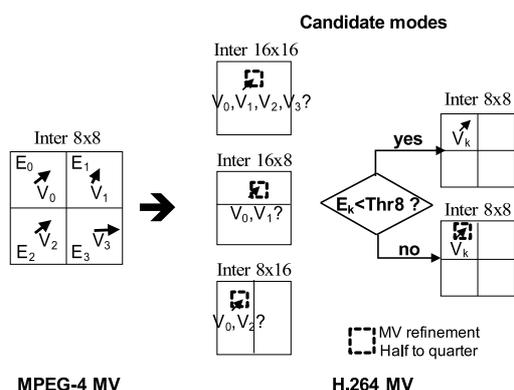 Candidate modes
Inter 16x16
V0,V1,V2,V3?
Inter 8x8
E0
E1
V0
V1
E2
V2
E3
V3
Inter 16x8
V0,V1?
Inter 8x16
V0,V2?
Ek<Thr8 ?
yes
no
Inter 8x8
Vk
Inter 8x8
Vk
MV refinement
Half to quarter
MPEG-4 MV
H.264 MV